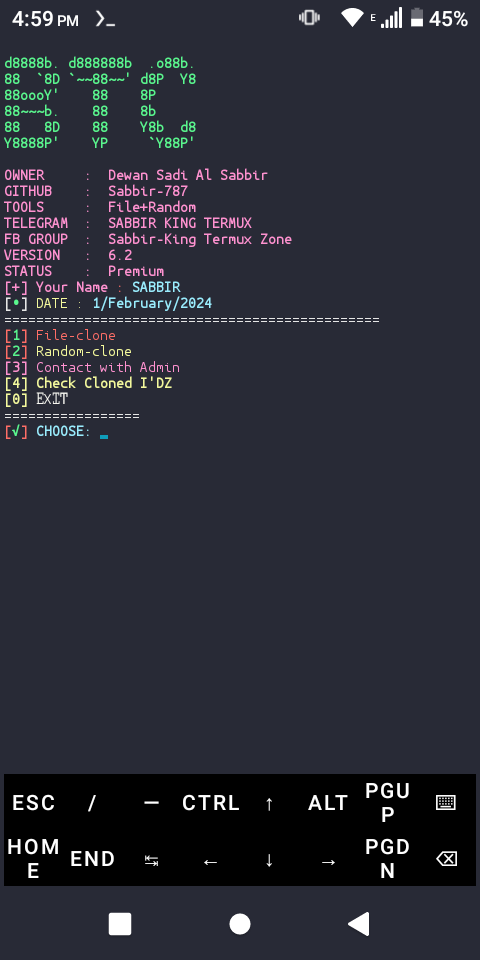 4:59 PM E 45%
d8888b. d888888b .o88b.
88 `8D `~~88~~' d8P Y8
88oooY' 88 8P
88~~~b. 88 8b
88 8D 88 Y8b d8
Y8888P' YP `Y88P'
OWNER : Dewan Sadi Al Sabbir
GITHUB : Sabbir-787
TOOLS : File+Random
TELEGRAM : SABBIR KING TERMUX
FB GROUP : Sabbir-King Termux Zone
VERSION : 6.2
STATUS : Premium
[+] Your Name : SABBIR
[•] DATE : 1/February/2024
===============================================
[1] File-clone
[2] Random-clone
[3] Contact with Admin
[4] Check Cloned I'DZ
[0] EXIT
=================
[√] CHOOSE:
ESC / — CTRL ↑ ALT PGUP
HOME END ↹ ← ↓ → PGDN